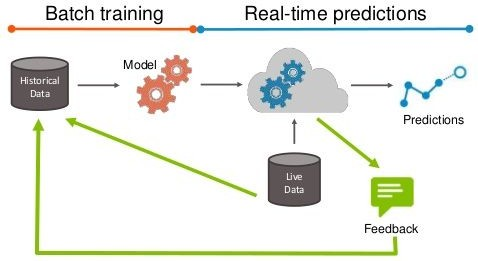 Batch training
Real-time predictions
Model
Historical
Data
Predictions
Live
Data
Feedback